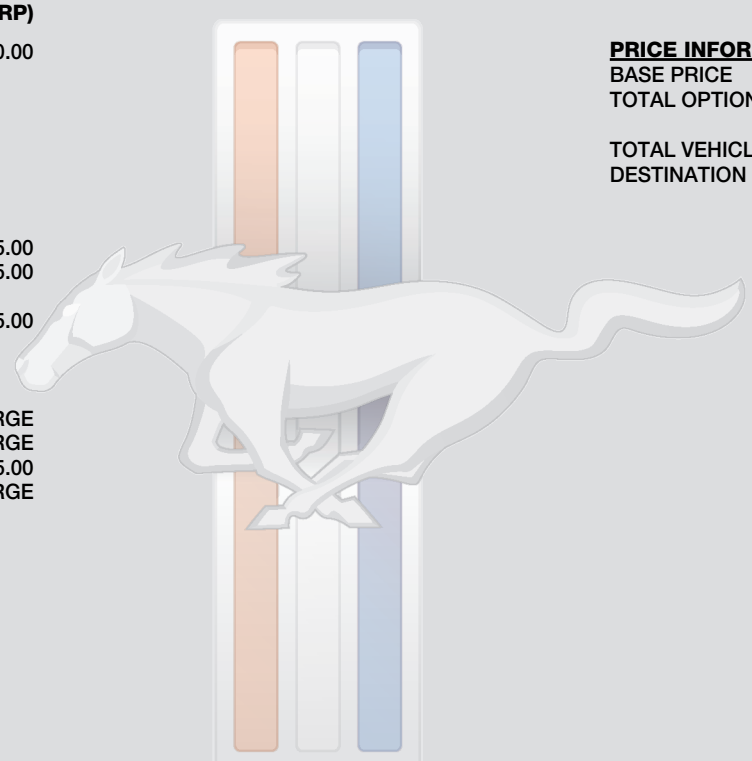 RP)
0.00
5.00
5.00
5.00
RGE
RGE
5.00
RGE
PRICE INFOR
BASE PRICE
TOTAL OPTION
TOTAL VEHICL
DESTINATION